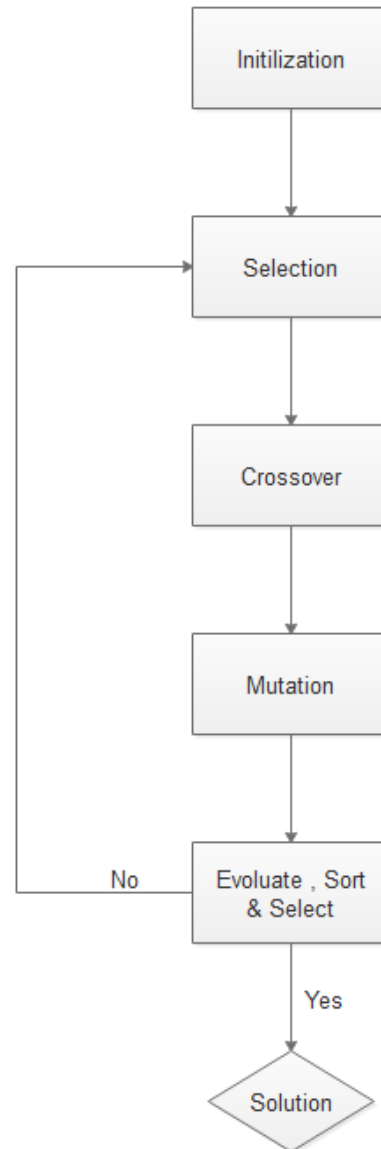 Initilization
Selection
Crossover
Mutation
No
Evoluate , Sort
& Select
Yes
Solution